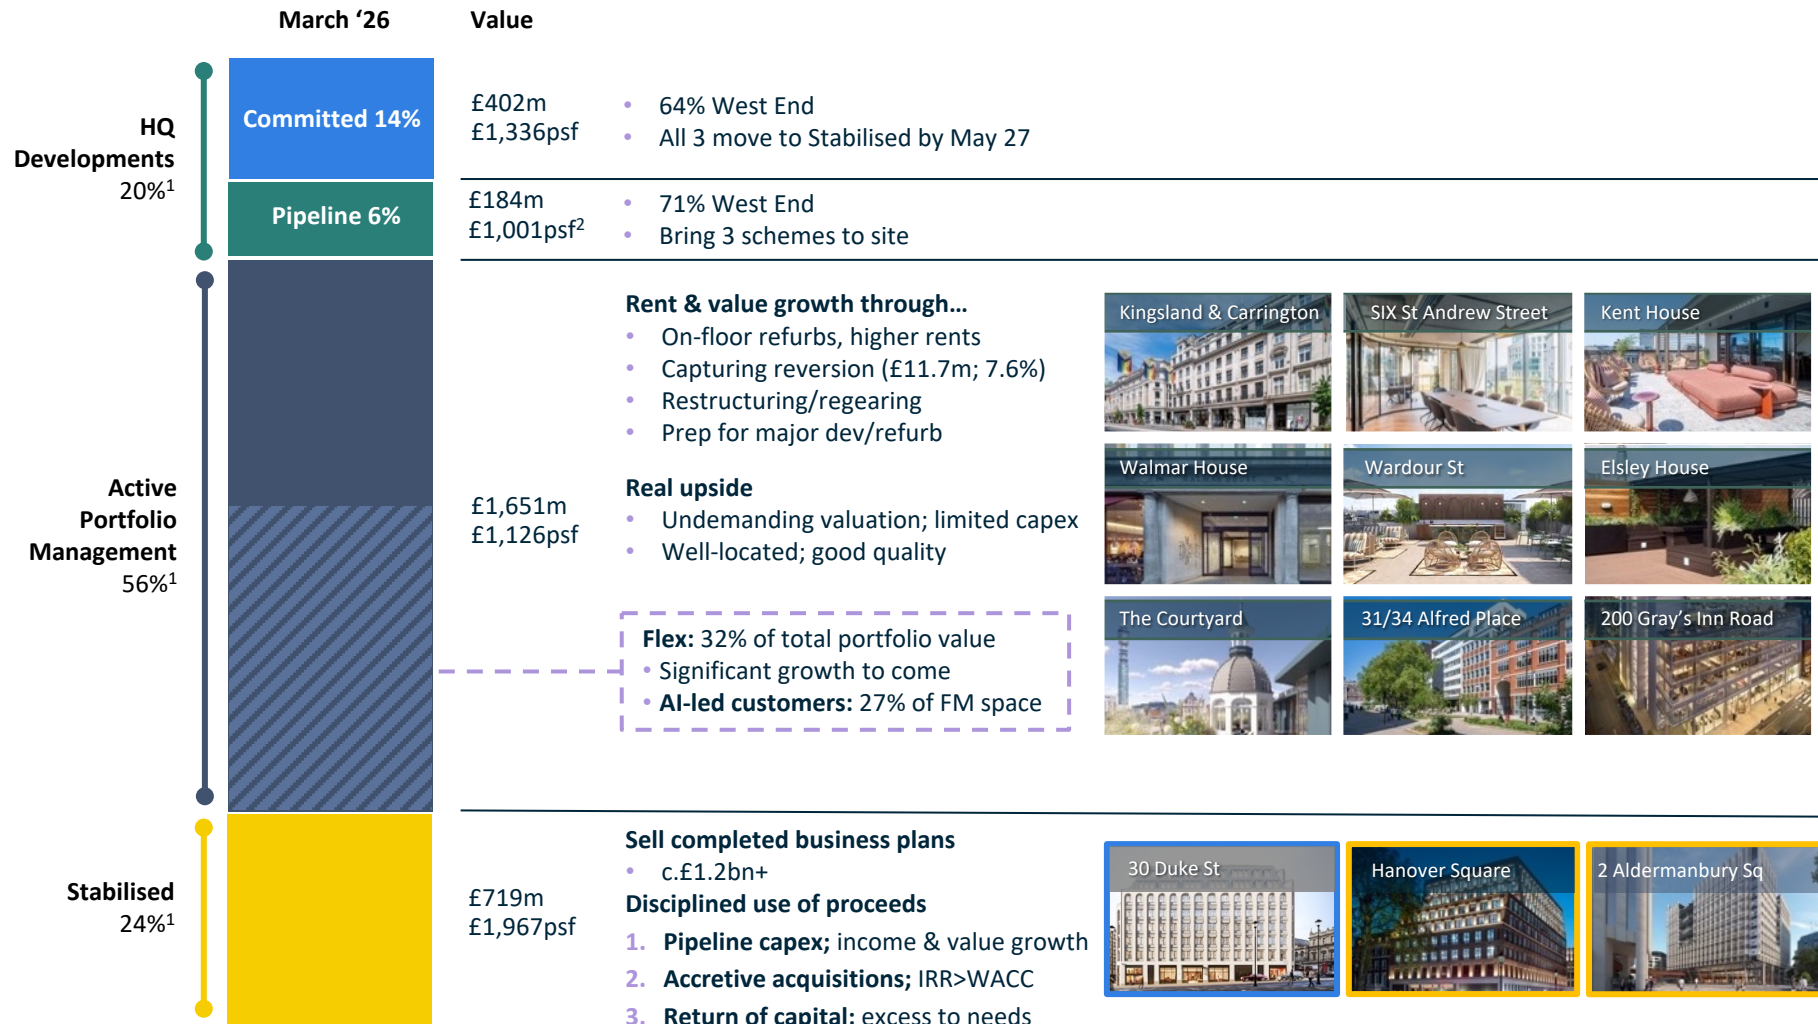 March ‘26
Value
HQ
Developments
20%1
Committed 14%
£402m
£1,336psf
• 64% West End
• All 3 move to Stabilised by May 27
Pipeline 6%
£184m
£1,001psf2
• 71% West End
• Bring 3 schemes to site
Active
Portfolio
Management
56%1
£1,651m
£1,126psf
Rent & value growth through…
• On-floor refurbs, higher rents
• Capturing reversion (£11.7m; 7.6%)
• Restructuring/regearing
• Prep for major dev/refurb
Real upside
• Undemanding valuation; limited capex
• Well-located; good quality
Flex: 32% of total portfolio value
• Significant growth to come
• AI-led customers: 27% of FM space
Kingsland & Carrington
SIX St Andrew Street
Kent House
Walmar House
Wardour St
Elsley House
The Courtyard
31/34 Alfred Place
200 Gray’s Inn Road
Stabilised
24%1
£719m
£1,967psf
Sell completed business plans
• c.£1.2bn+
Disciplined use of proceeds
1. Pipeline capex; income & value growth
2. Accretive acquisitions; IRR>WACC
3. Return of capital; excess to needs
30 Duke St
Hanover Square
2 Aldermanbury Sq